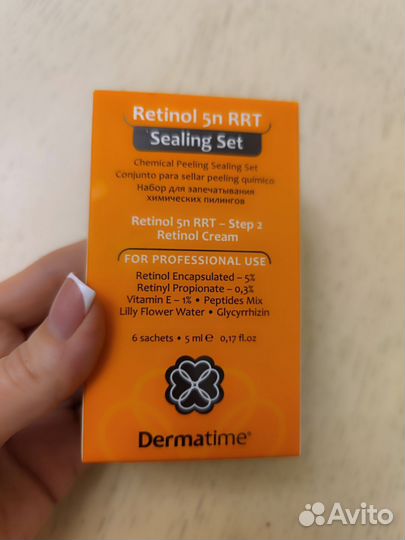 Retinol 5n RRT
Sealing Set
Chemical Peeling Sealing Set
Conjunto para sellar peeling químico
Набор для запечатывания
химических пилингов
Retinol 5n RRT – Step 2
Retinol Cream
FOR PROFESSIONAL USE
Retinol Encapsulated – 5%
Retinyl Propionate – 0,3%
Vitamin E – 1% • Peptides Mix
Lilly Flower Water • Glycyrrhizin
6 sachets • 5 ml ℮ 0,17 fl.oz
Dermatime®
Avito